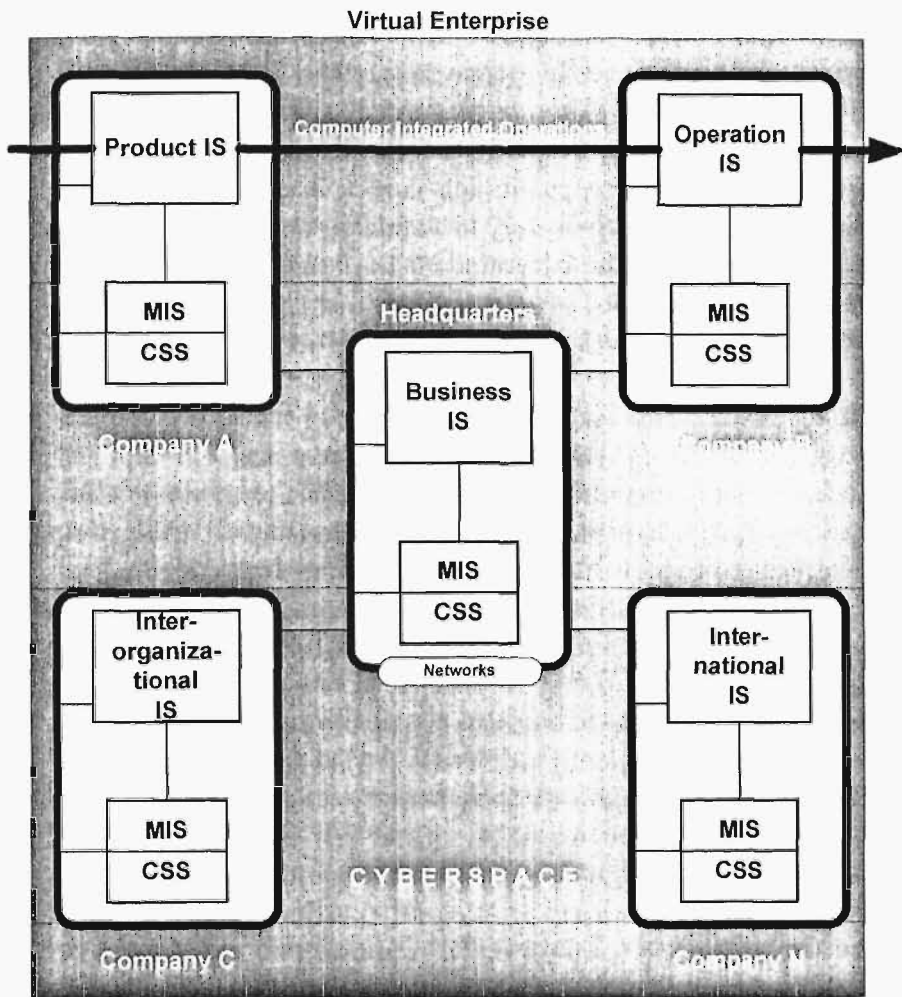 Virtual Enterprise
Product IS
Computer Integrated Operations
Operation
IS
MIS
CSS
MIS
CSS
Headquarters
Business
IS
Company A
MIS
CSS
Networks
Inter-
organiza-
tional
IS
Inter-
national
IS
MIS
CSS
MIS
CSS
CYBERSPACE
Company C
Company N